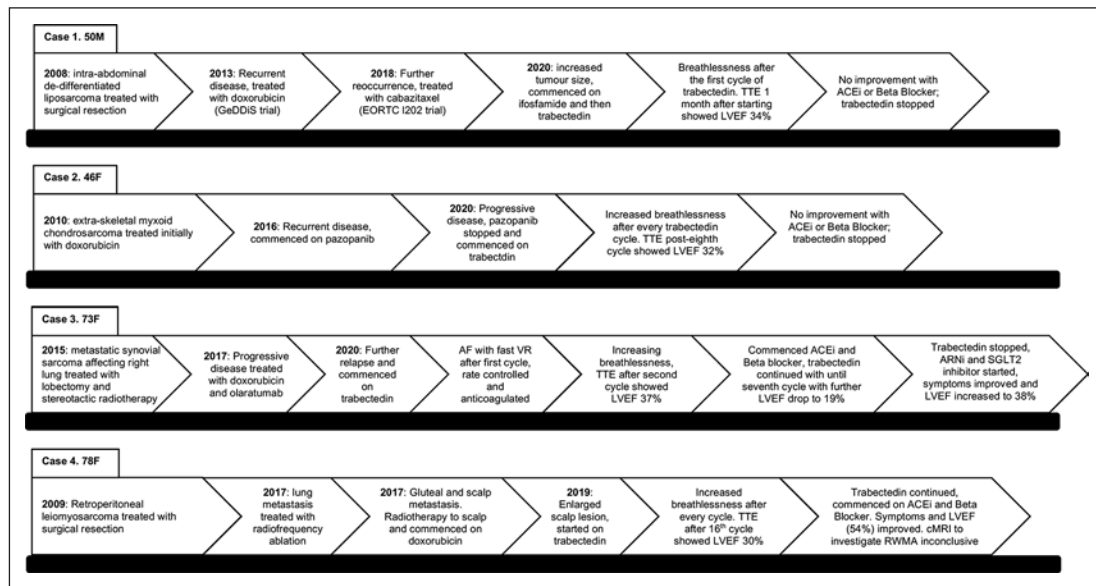 Case 1. 50M
2008: intra-abdominal
de-differentiated
liposarcoma treated with
surgical resection
2013: Recurrent
disease, treated
with doxorubicin
(GeDDiS trial)
2018: Further
reoccurrence, treated
with cabazitaxel
(EORTC I202 trial)
2020: increased
tumour size,
commenced on
ifosfamide and then
trabectedin
Breathlessness after
the first cycle of
trabectedin. TTE 1
month after starting
showed LVEF 34%
No improvement with
ACEi or Beta Blocker;
trabectedin stopped
Case 2. 46F
2010: extra-skeletal myxoid
chondrosarcoma treated initially
with doxorubicin
2016: Recurrent disease,
commenced on pazopanib
2020: Progressive
disease, pazopanib
stopped and
commenced on
trabectdin
Increased breathlessness
after every trabectedin
cycle. TTE post-eighth
cycle showed LVEF 32%
No improvement with
ACEi or Beta Blocker;
trabectedin stopped
Case 3. 73F
2015: metastatic synovial
sarcoma affecting right
lung treated with
lobectomy and
stereotactic radiotherapy
2017: Progressive
disease treated
with doxorubicin
and olaratumab
2020: Further
relapse and
commenced
on
trabectedin
AF with fast VR
after first cycle,
rate controlled
and
anticoagulated
Increasing
breathlessness,
TTE after second
cycle showed
LVEF 37%
Commenced ACEi and
Beta blocker, trabectedin
continued with until
seventh cycle with further
LVEF drop to 19%
Trabectedin stopped,
ARNi and SGLT2
inhibitor started,
symptoms improved and
LVEF increased to 38%
Case 4. 78F
2009: Retroperitoneal
leiomyosarcoma treated with
surgical resection
2017: lung
metastasis
treated with
radiofrequency
ablation
2017: Gluteal and scalp
metastasis.
Radiotherapy to scalp
and commenced on
doxorubicin
2019:
Enlarged
scalp lesion,
started on
trabectedin
Increased
breathlessness after
every cycle. TTE
after 16th cycle
showed LVEF 30%
Trabectedin continued,
commenced on ACEi and Beta
Blocker. Symptoms and LVEF
(54%) improved. cMRI to
investigate RWMA inconclusive